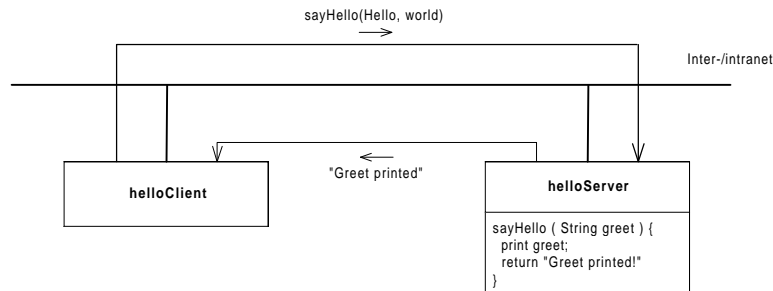 sayHello(Hello, world)
Inter-/intranet
"Greet printed"
helloClient
helloServer
sayHello ( String greet ) {
print greet;
return "Greet printed!"
}